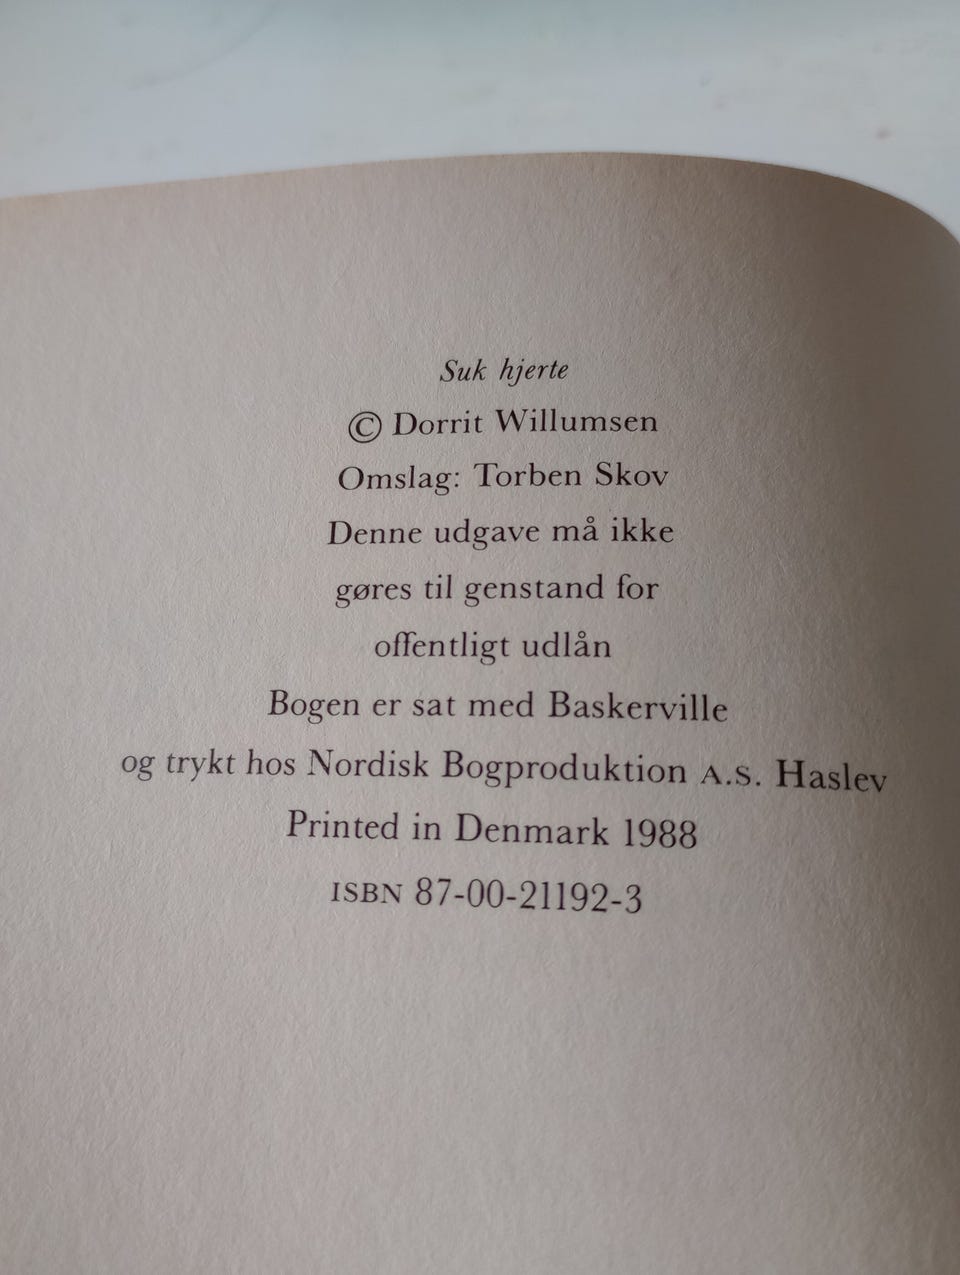 Suk hjerte
© Dorrit Willumsen
Omslag: Torben Skov
Denne udgave må ikke
gøres til genstand for
offentligt udlån
Bogen er sat med Baskerville
og trykt hos Nordisk Bogproduktion A.S. Haslev
Printed in Denmark 1988
ISBN 87-00-21192-3